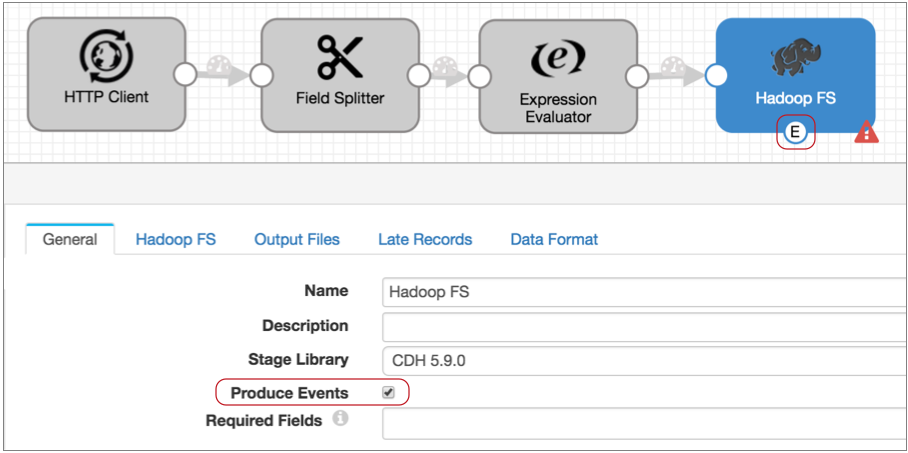 HTTP Client
Field Splitter
Expression
Evaluator
Hadoop FS
E
General
Hadoop FS
Output Files
Late Records
Data Format
Name
Hadoop FS
Description
Stage Library
CDH 5.9.0
Produce Events
Required Fields